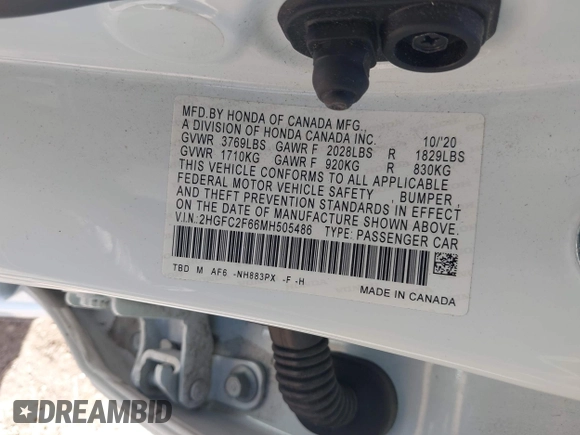 MFD.BY HONDA OF CANADA MFG.,
A DIVISION OF HONDA CANADA INC. 10/'20
GVWR 3769LBS GAWR F 2028LBS R 1829LBS
GVWR 1710KG GAWR F 920KG R 830KG
THIS VEHICLE CONFORMS TO ALL APPLICABLE
FEDERAL MOTOR VEHICLE SAFETY , BUMPER ,
AND THEFT PREVENTION STANDARDS IN EFFECT
ON THE DATE OF MANUFACTURE SHOWN ABOVE.
V.I.N.:2HGFC2F66MH505486 TYPE: PASSENGER CAR
TBD M AF6 -NH883PX -F -H
MADE IN CANADA
DREAMBID